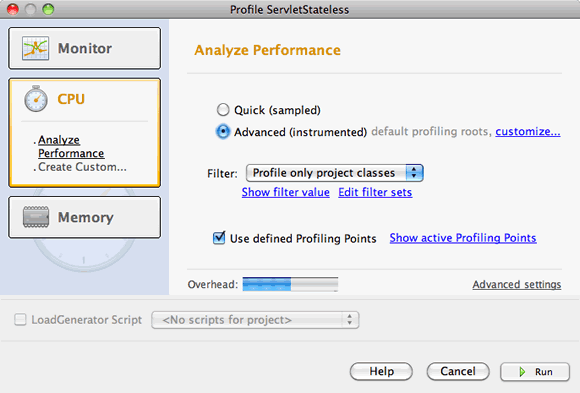 Profile ServletStateless
Monitor
CPU
. Analyze
Performance
. Create Custom...
Memory
Analyze Performance
Quick (sampled)
Advanced (instrumented) default profiling roots, customize...
Filter: Profile only project classes
Show filter value Edit filter sets
Use defined Profiling Points Show active Profiling Points
Overhead: Advanced settings
LoadGenerator Script <No scripts for project>
Help Cancel Run